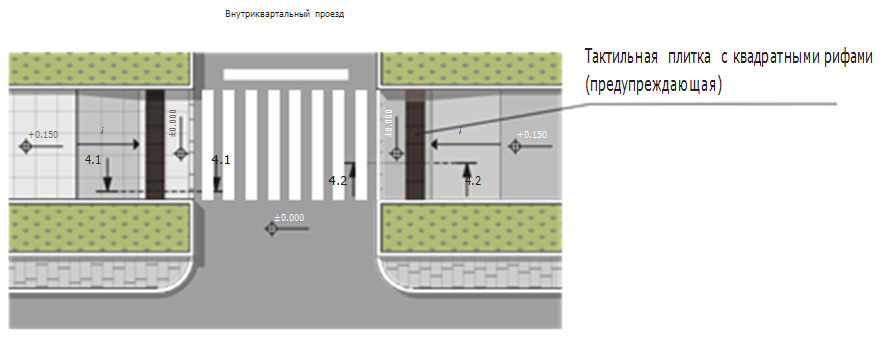 Внутриквартальный проезд
Тактильная плитка с квадратными рифами
(предупреждающая)
+0.150
i
±0.000
4.1
4.1
±0.000
i
+0.150
4.2
4.2
±0.000